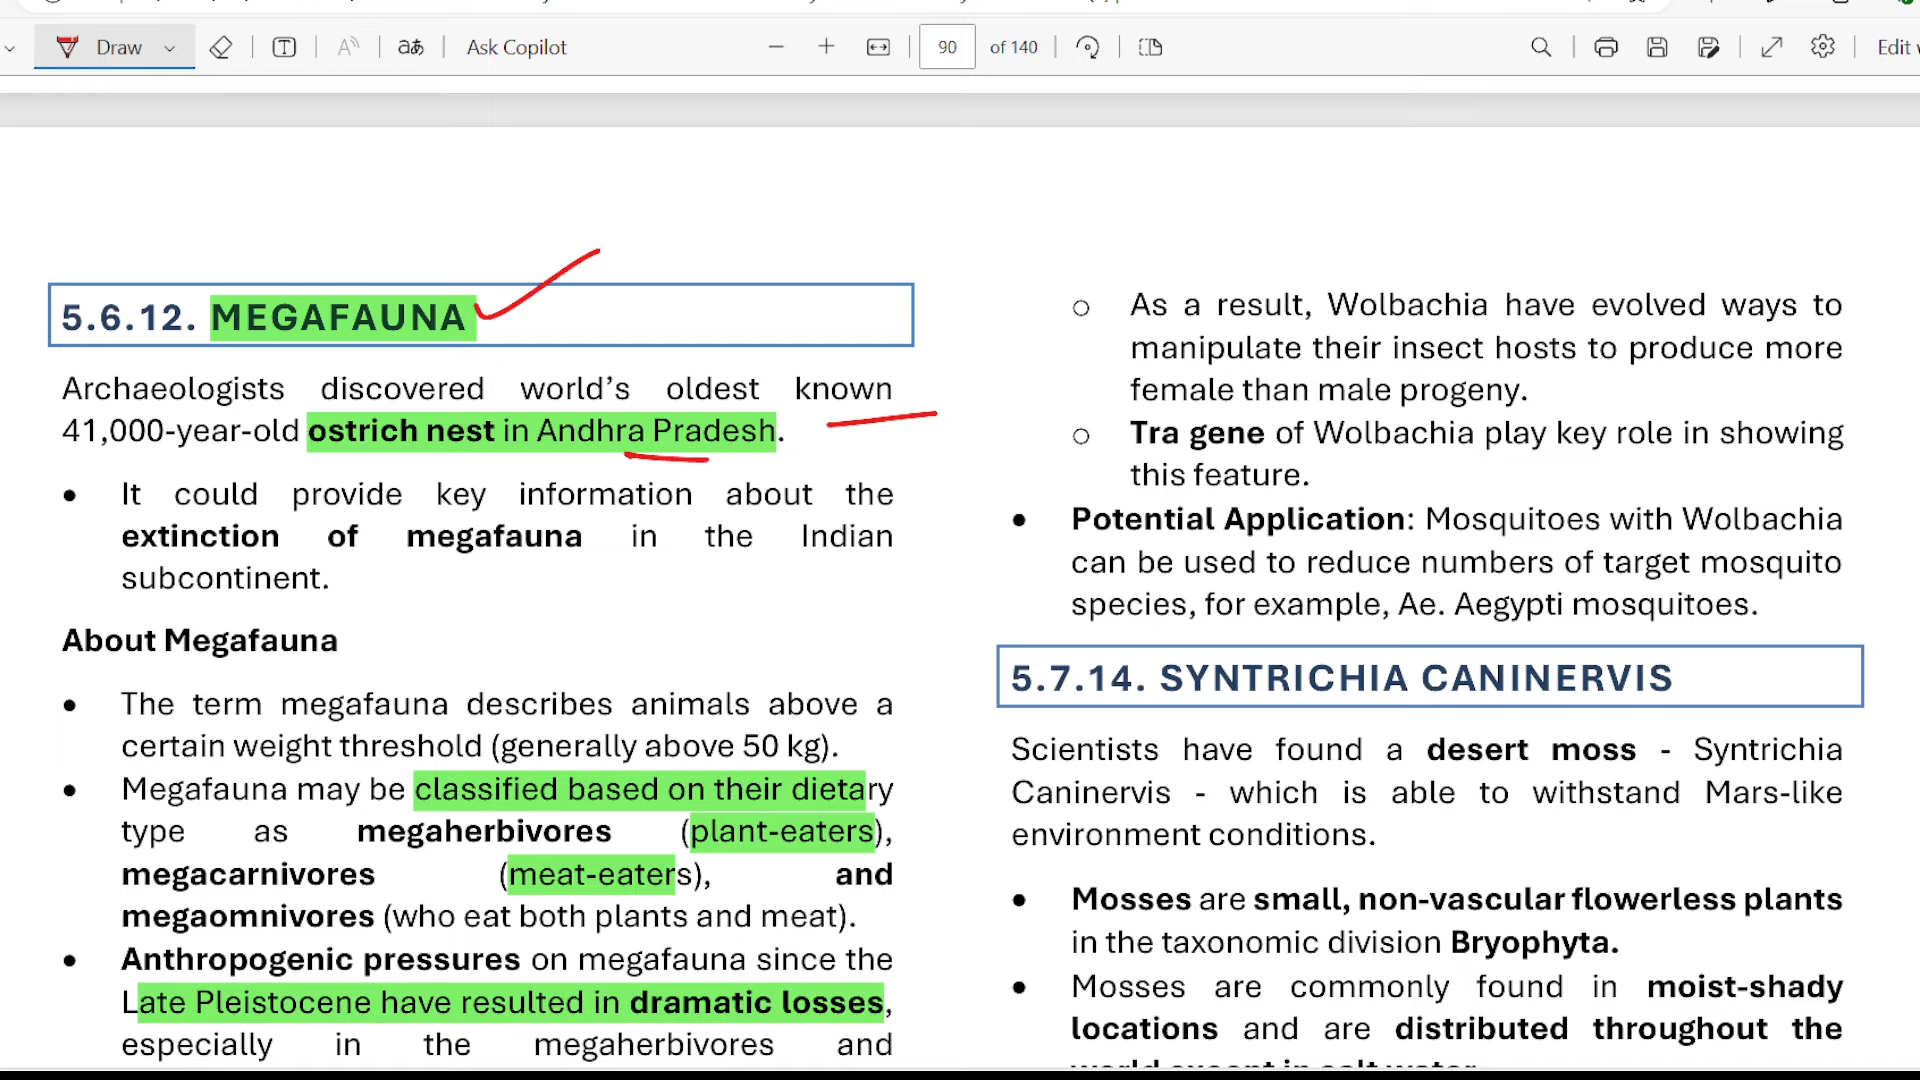 Draw
Ask Copilot
90 of 140
Edit
5.6.12. MEGAFAUNA
Archaeologists discovered world’s oldest known
41,000-year-old ostrich nest in Andhra Pradesh.
• It could provide key information about the
extinction of megafauna in the Indian
subcontinent.
About Megafauna
• The term megafauna describes animals above a
certain weight threshold (generally above 50 kg).
• Megafauna may be classified based on their dietary
type as megaherbivores (plant-eaters),
megacarnivores (meat-eaters), and
megaomnivores (who eat both plants and meat).
• Anthropogenic pressures on megafauna since the
Late Pleistocene have resulted in dramatic losses,
especially in the megaherbivores and
o As a result, Wolbachia have evolved ways to
manipulate their insect hosts to produce more
female than male progeny.
o Tra gene of Wolbachia play key role in showing
this feature.
• Potential Application: Mosquitoes with Wolbachia
can be used to reduce numbers of target mosquito
species, for example, Ae. Aegypti mosquitoes.
5.7.14. SYNTRICHIA CANINERVIS
Scientists have found a desert moss - Syntrichia
Caninervis - which is able to withstand Mars-like
environment conditions.
• Mosses are small, non-vascular flowerless plants
in the taxonomic division Bryophyta.
• Mosses are commonly found in moist-shady
locations and are distributed throughout the
world except in salt water